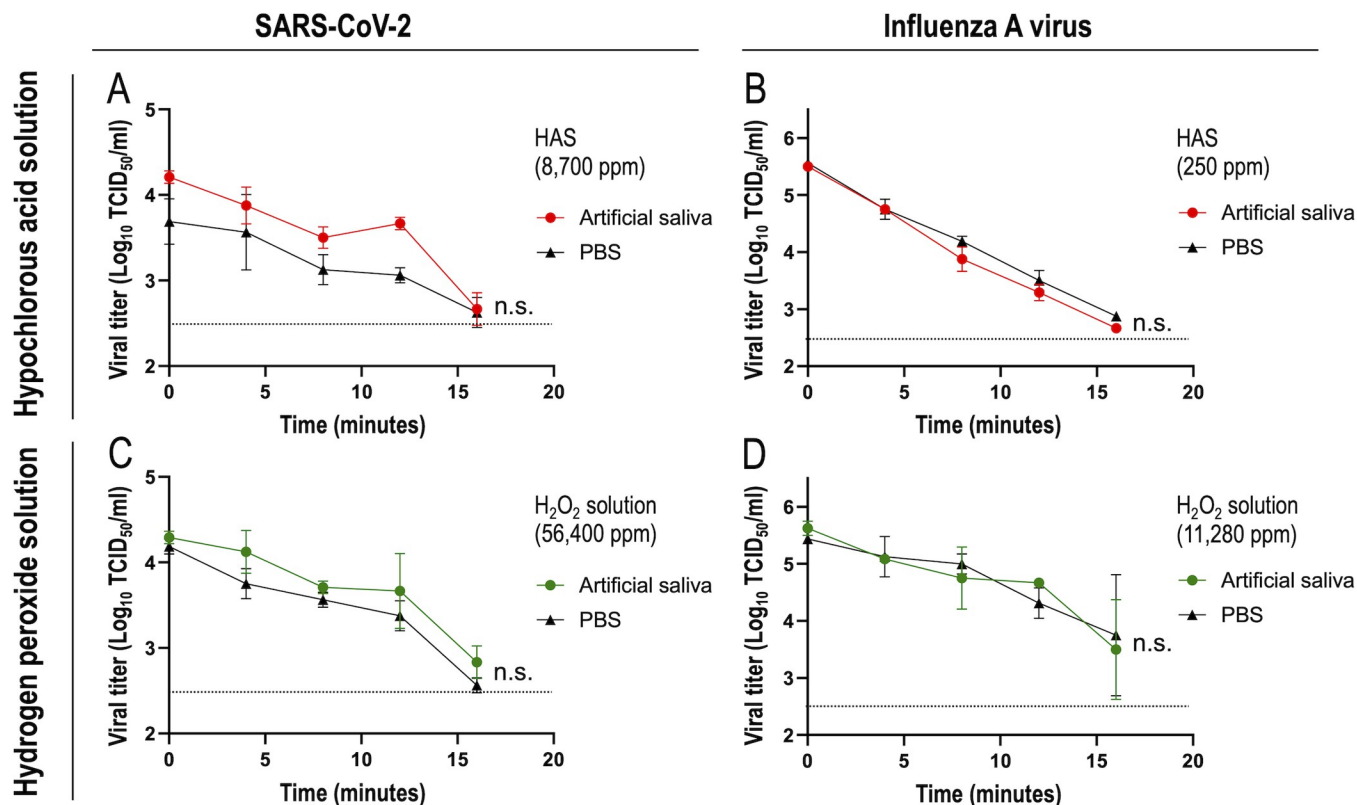 SARS-CoV-2
Influenza A virus
Hypochlorous acid solution
A
Viral titer (Log₁₀ TCID₅₀/ml)
5
4
3
2
0
5
10
15
20
Time (minutes)
HAS
(8,700 ppm)
Artificial saliva
PBS
n.s.
B
Viral titer (Log₁₀ TCID₅₀/ml)
6
5
4
3
2
0
5
10
15
20
Time (minutes)
HAS
(250 ppm)
Artificial saliva
PBS
n.s.
Hydrogen peroxide solution
C
Viral titer (Log₁₀ TCID₅₀/ml)
5
4
3
2
0
5
10
15
20
Time (minutes)
H₂O₂ solution
(56,400 ppm)
Artificial saliva
PBS
n.s.
D
Viral titer (Log₁₀ TCID₅₀/ml)
6
5
4
3
2
0
5
10
15
20
Time (minutes)
H₂O₂ solution
(11,280 ppm)
Artificial saliva
PBS
n.s.